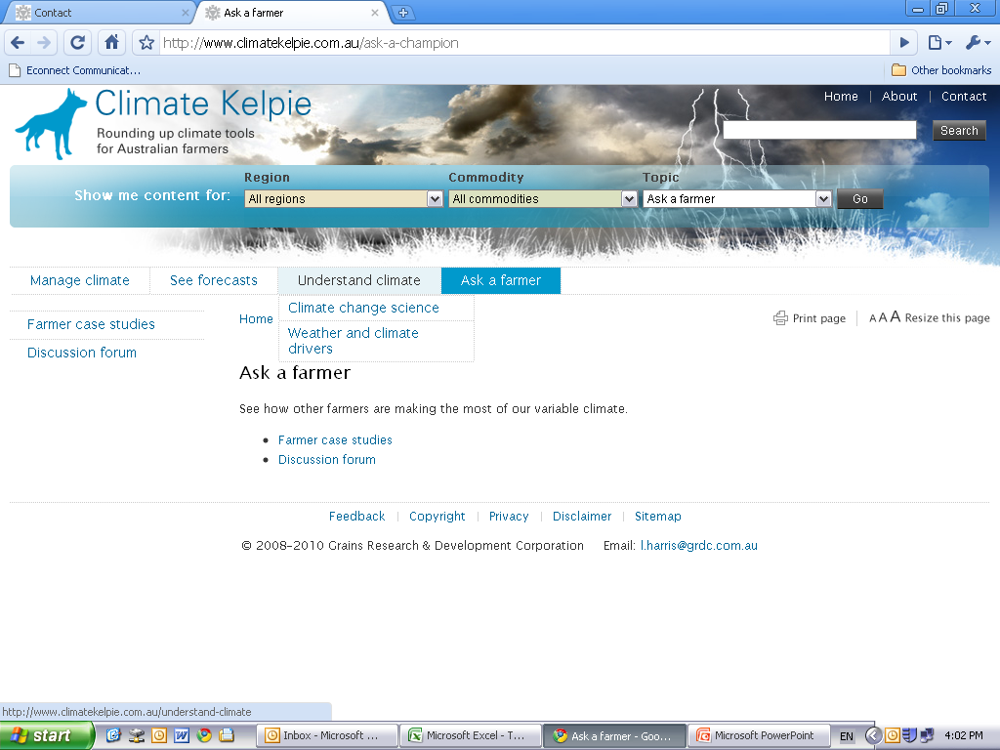 Contact
Ask a farmer
http://www.climatekelpie.com.au/ask-a-champion
Econnect Communicat...
Other bookmarks
Climate Kelpie
Rounding up climate tools
for Australian farmers
Home | About | Contact
Search
Region Commodity Topic
Show me content for: All regions All commodities Ask a farmer Go
Manage climate See forecasts Understand climate Ask a farmer
Climate change science
Weather and climate
drivers
Farmer case studies
Discussion forum
Home
Print page A A A Resize this page
Ask a farmer
See how other farmers are making the most of our variable climate.
• Farmer case studies
• Discussion forum
Feedback | Copyright | Privacy | Disclaimer | Sitemap
© 2008-2010 Grains Research & Development Corporation Email: l.harris@grdc.com.au
http://www.climatekelpie.com.au/understand-climate
start Inbox - Microsoft ... Microsoft Excel - T... Ask a farmer - Goo... Microsoft PowerPoint EN 4:02 PM